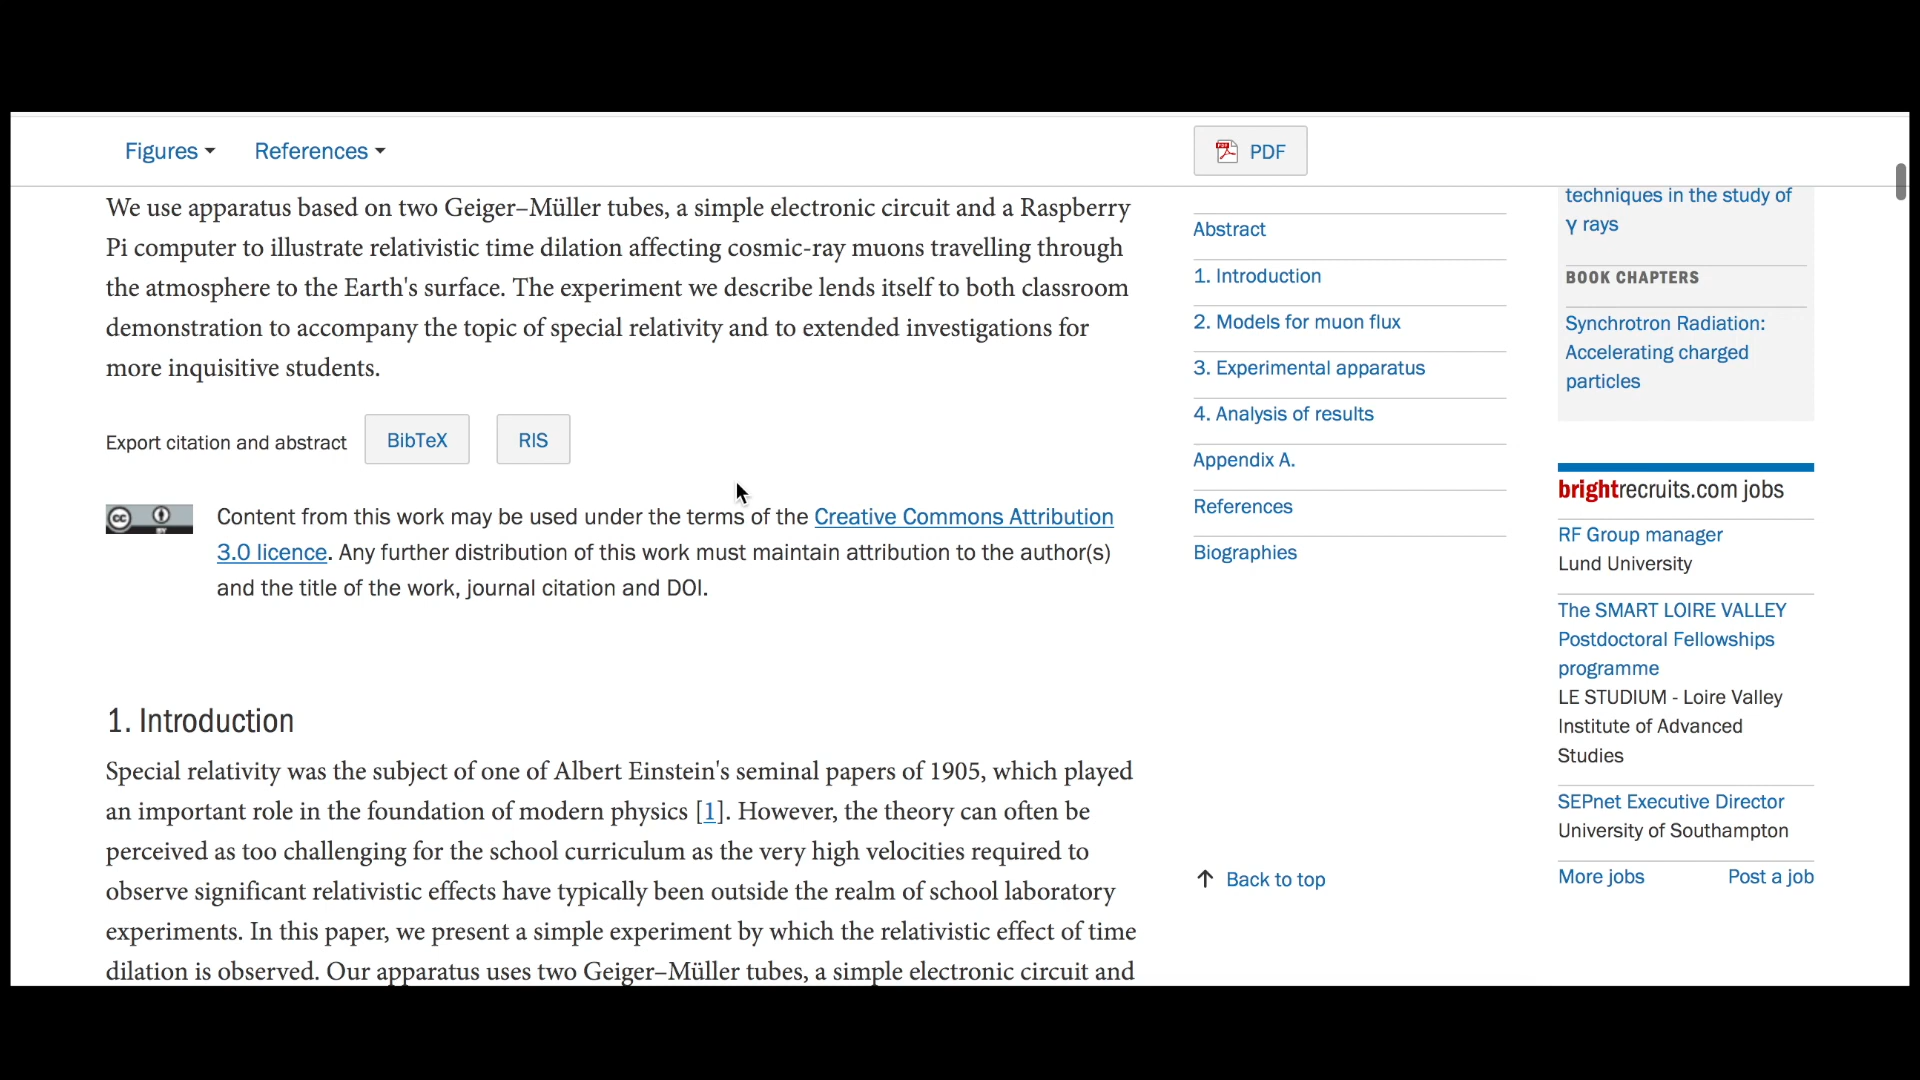 Figures References PDF
We use apparatus based on two Geiger–Müller tubes, a simple electronic circuit and a Raspberry
Pi computer to illustrate relativistic time dilation affecting cosmic-ray muons travelling through
the atmosphere to the Earth's surface. The experiment we describe lends itself to both classroom
demonstration to accompany the topic of special relativity and to extended investigations for
more inquisitive students.
Export citation and abstract BibTeX RIS
cc BY
Content from this work may be used under the terms of the Creative Commons Attribution
3.0 licence. Any further distribution of this work must maintain attribution to the author(s)
and the title of the work, journal citation and DOI.
1. Introduction
Special relativity was the subject of one of Albert Einstein's seminal papers of 1905, which played
an important role in the foundation of modern physics [1]. However, the theory can often be
perceived as too challenging for the school curriculum as the very high velocities required to
observe significant relativistic effects have typically been outside the realm of school laboratory
experiments. In this paper, we present a simple experiment by which the relativistic effect of time
dilation is observed. Our apparatus uses two Geiger–Müller tubes, a simple electronic circuit and
Abstract
1. Introduction
2. Models for muon flux
3. Experimental apparatus
4. Analysis of results
Appendix A.
References
Biographies
Back to top
techniques in the study of
γ rays
BOOK CHAPTERS
Synchrotron Radiation:
Accelerating charged
particles
brightrecruits.com jobs
RF Group manager
Lund University
The SMART LOIRE VALLEY
Postdoctoral Fellowships
programme
LE STUDIUM - Loire Valley
Institute of Advanced
Studies
SEPnet Executive Director
University of Southampton
More jobs Post a job